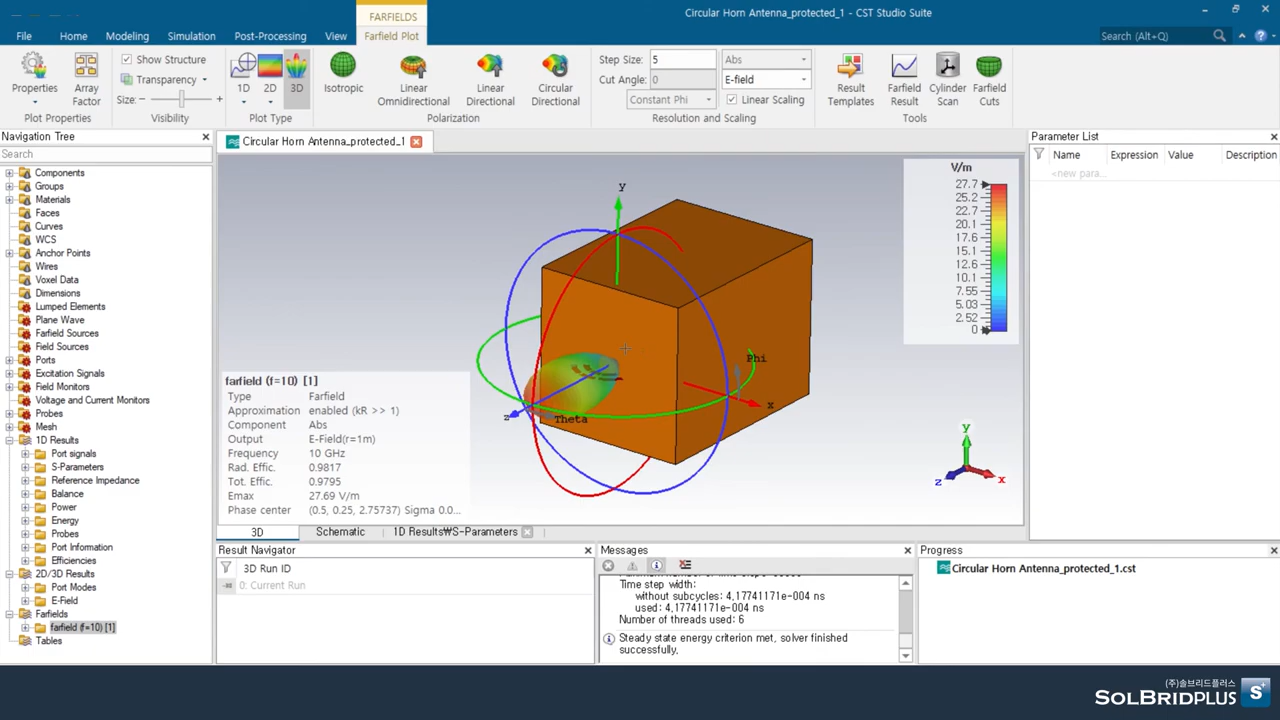 FARFIELDS
Circular Horn Antenna_protected_1 - CST Studio Suite
File Home Modeling Simulation Post-Processing View Farfield Plot
Search (Alt+Q)
Properties
Array Factor
Plot Properties
Show Structure
Transparency
Size:
Visibility
1D 2D 3D
Plot Type
Isotropic
Linear Omnidirectional
Linear Directional
Circular Directional
Polarization
Step Size: 5
Cut Angle: 0
Constant Phi
Abs
E-field
Linear Scaling
Resolution and Scaling
Result Templates
Farfield Result
Cylinder Scan
Farfield Cuts
Tools
Navigation Tree
Search
Components
Groups
Materials
Faces
Curves
WCS
Anchor Points
Wires
Voxel Data
Dimensions
Lumped Elements
Plane Wave
Farfield Sources
Field Sources
Ports
Excitation Signals
Field Monitors
Voltage and Current Monitors
Probes
Mesh
1D Results
Port signals
S-Parameters
Reference Impedance
Balance
Power
Energy
Probes
Port Information
Efficiencies
2D/3D Results
Port Modes
E-Field
Farfields
farfield (f=10) [1]
Tables
Circular Horn Antenna_protected_1
y
Phi
x
z
Theta
V/m
27.7
25.2
22.7
20.1
17.6
15.1
12.6
10.1
7.55
5.03
2.52
0
farfield (f=10) [1]
Type Farfield
Approximation enabled (kR >> 1)
Component Abs
Output E-Field(r=1m)
Frequency 10 GHz
Rad. Effic. 0.9817
Tot. Effic. 0.9795
Emax 27.69 V/m
Phase center (0.5, 0.25, 2.75737) Sigma 0.0...
y
z
x
3D Schematic 1D Results₩S-Parameters
Parameter List
Name Expression Value Description
<new para...
Result Navigator
3D Run ID
0: Current Run
Messages
Time step width:
without subcycles: 4,17741171e-004 ns
used: 4,17741171e-004 ns
Number of threads used: 6
Steady state energy criterion met, solver finished
successfully,
Progress
Circular Horn Antenna_protected_1.cst
(주)솔브리드플러스
SOLBRIDPLUS
S+